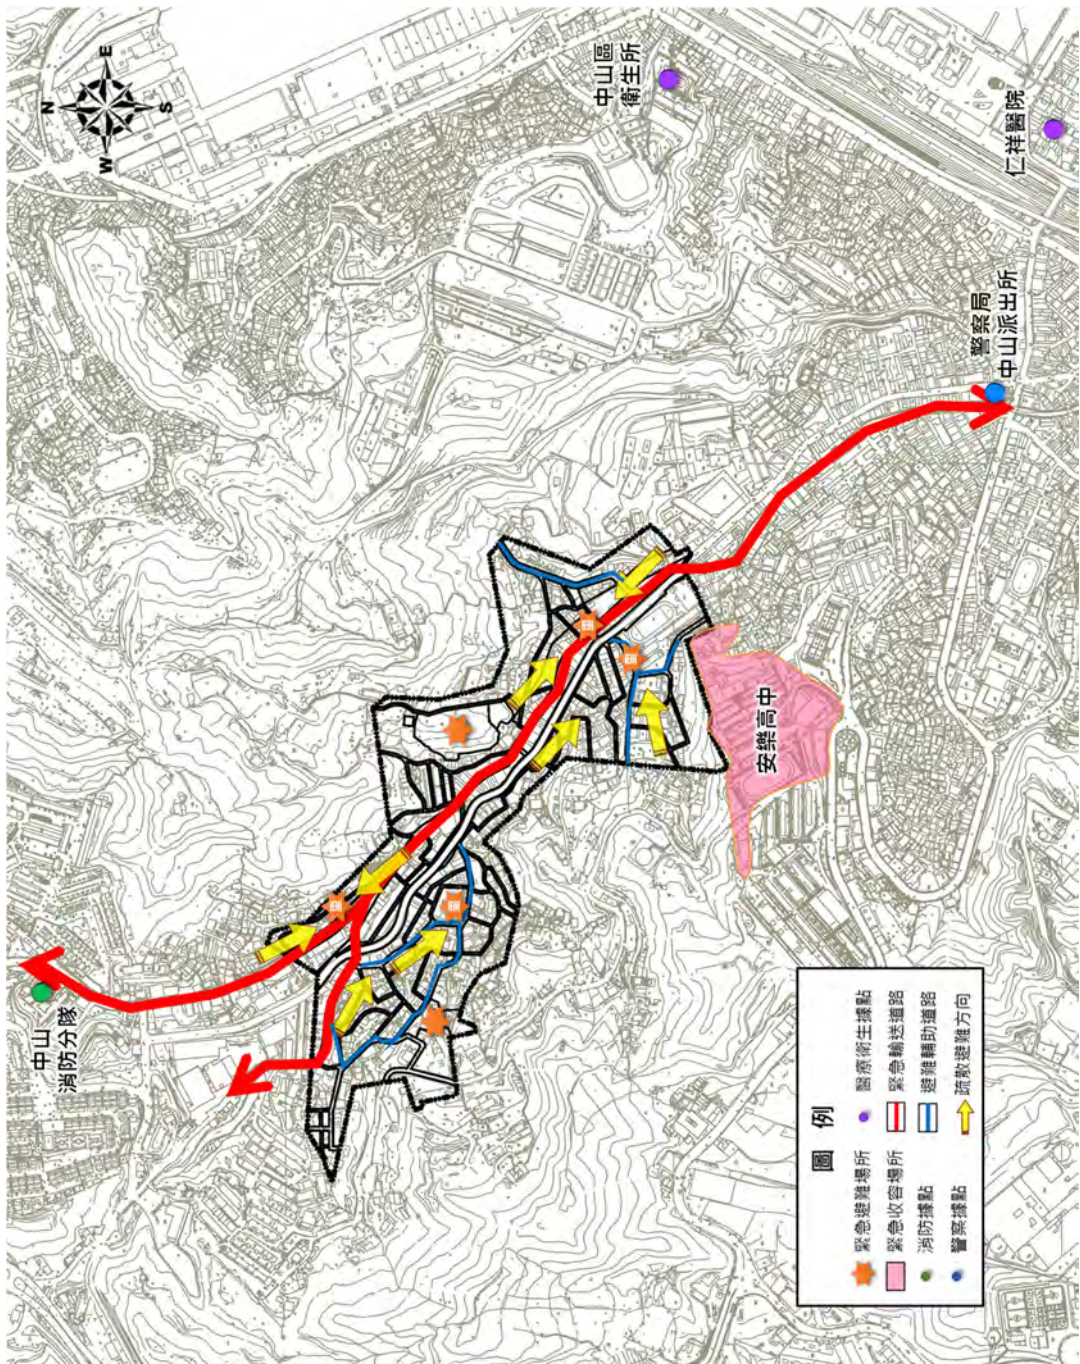 N
E
S
W
中山區
衛生所
仁祥醫院
警察局
中山派出所
安樂高中
中山
消防分隊
圖 例
緊急避難場所
醫療衛生據點
緊急收容場所
緊急輸送道路
消防據點
避難輔助道路
警察據點
疏散避難方向